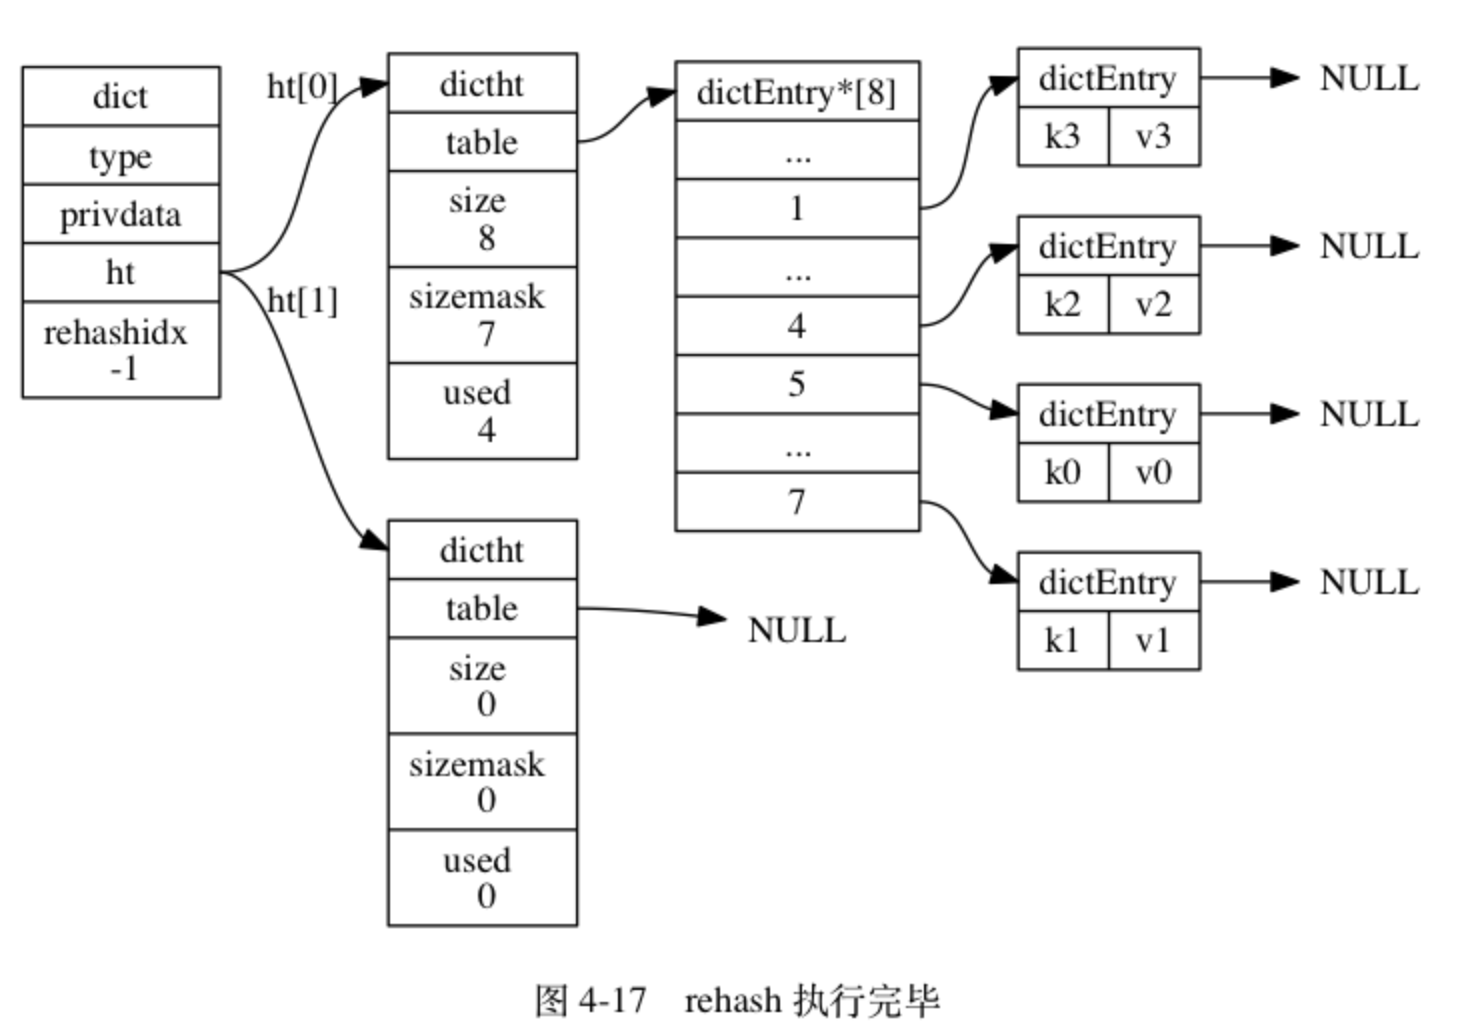 dict
type
privdata
ht
rehashidx
-1
ht[0]
ht[1]
dictht
table
size
8
sizemask
7
used
4
dictht
table
size
0
sizemask
0
used
0
dictEntry*[8]
...
1
...
4
5
...
7
NULL
dictEntry
k3 v3
NULL
dictEntry
k2 v2
NULL
dictEntry
k0 v0
NULL
dictEntry
k1 v1
NULL
图 4-17 rehash 执行完毕